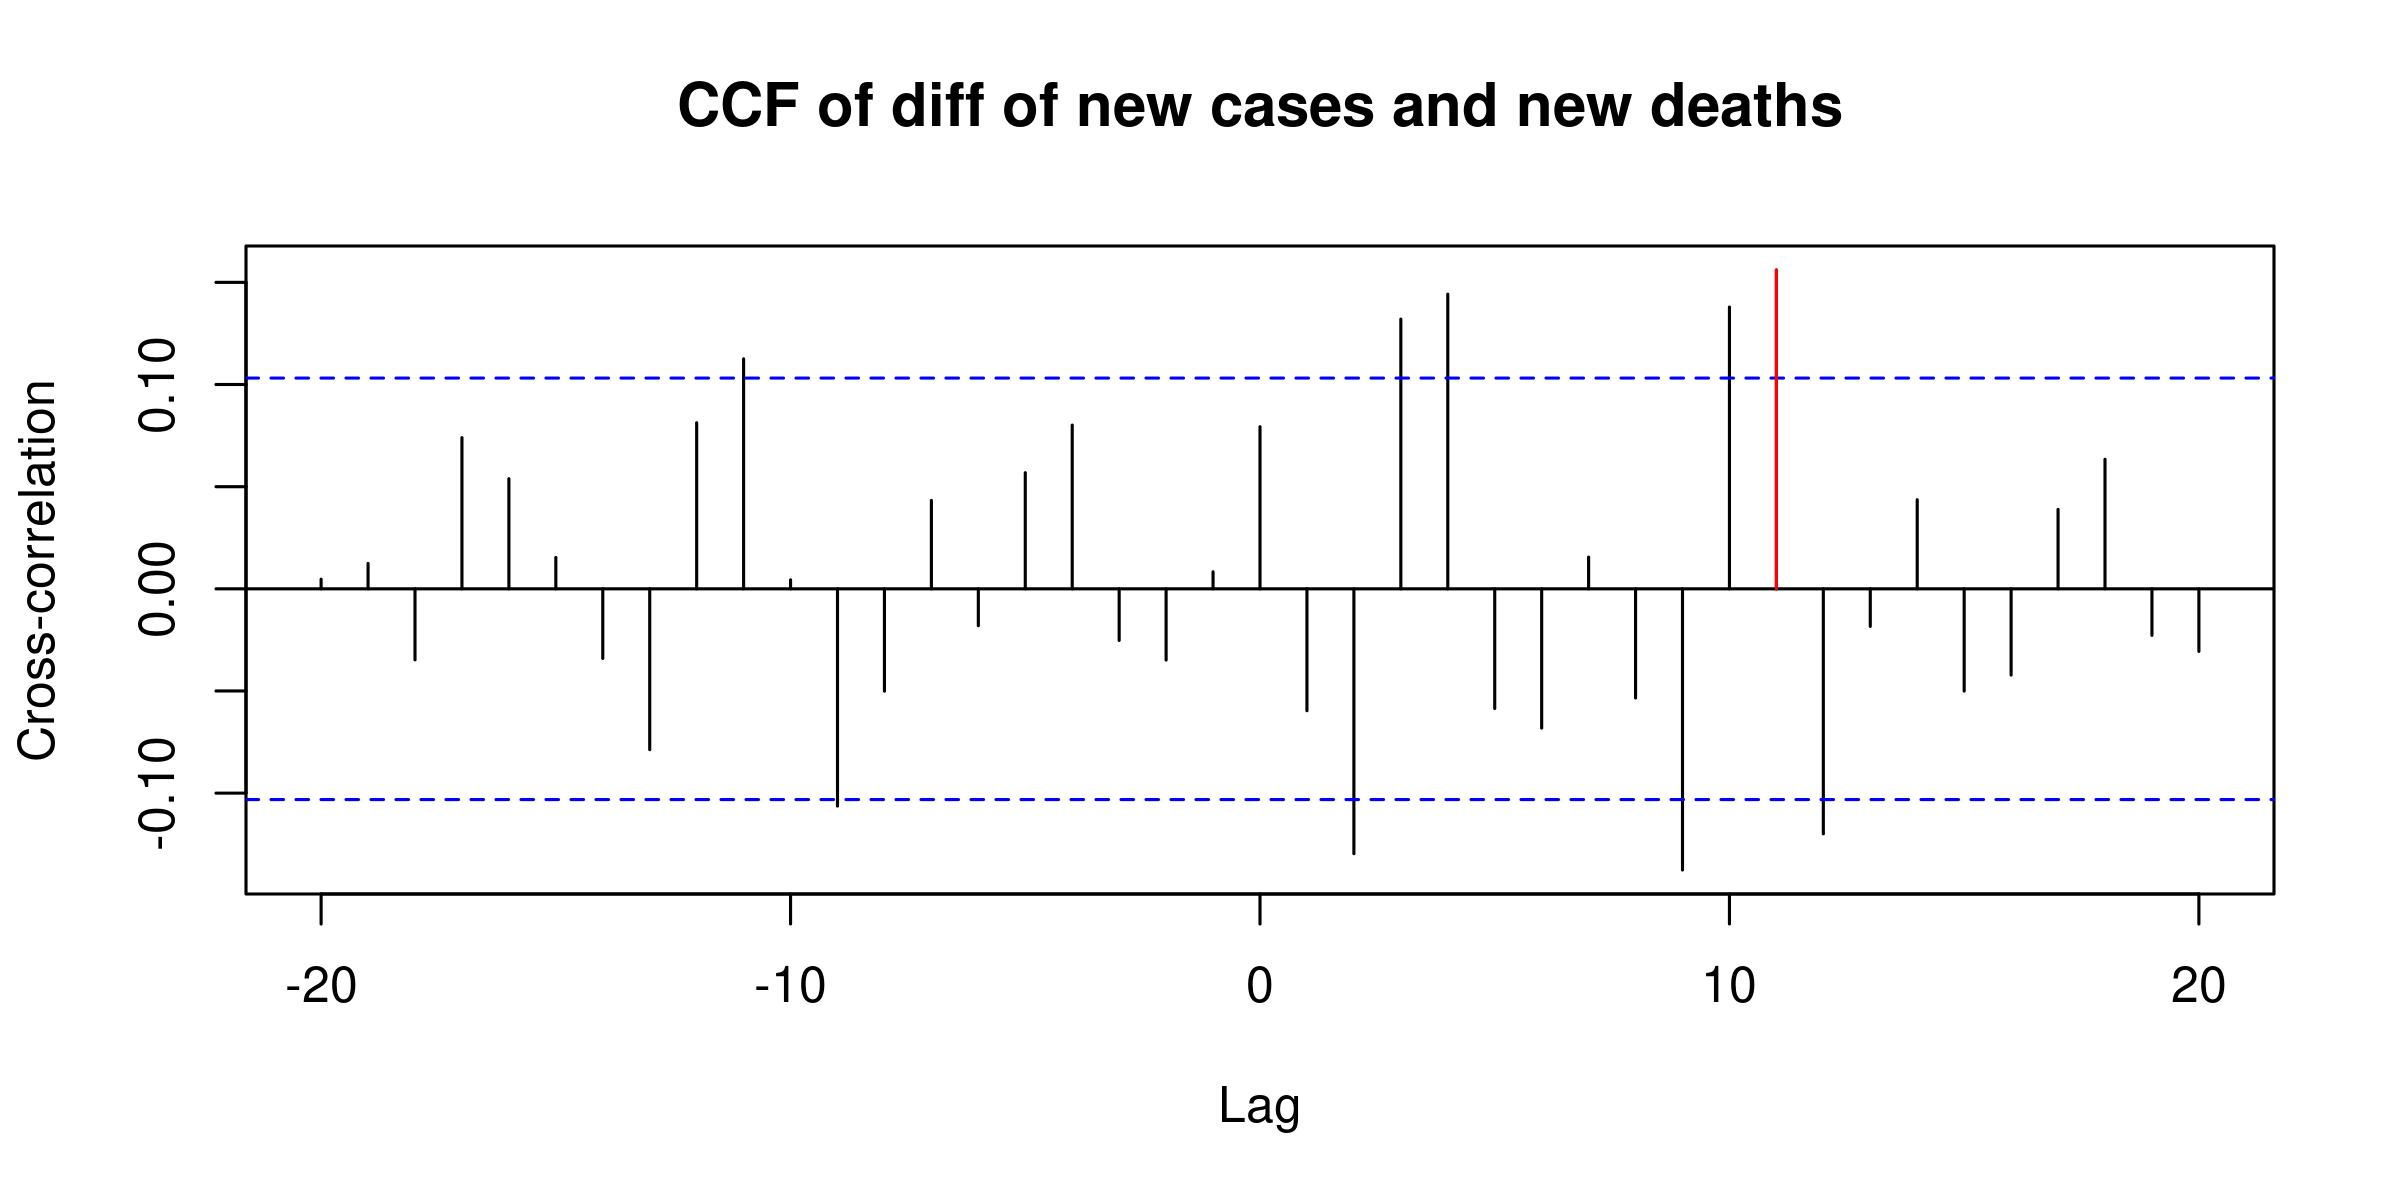 CCF of diff of new cases and new deaths
Cross-correlation
0.10
0.00
-0.10
-20 -10 0 10 20
Lag